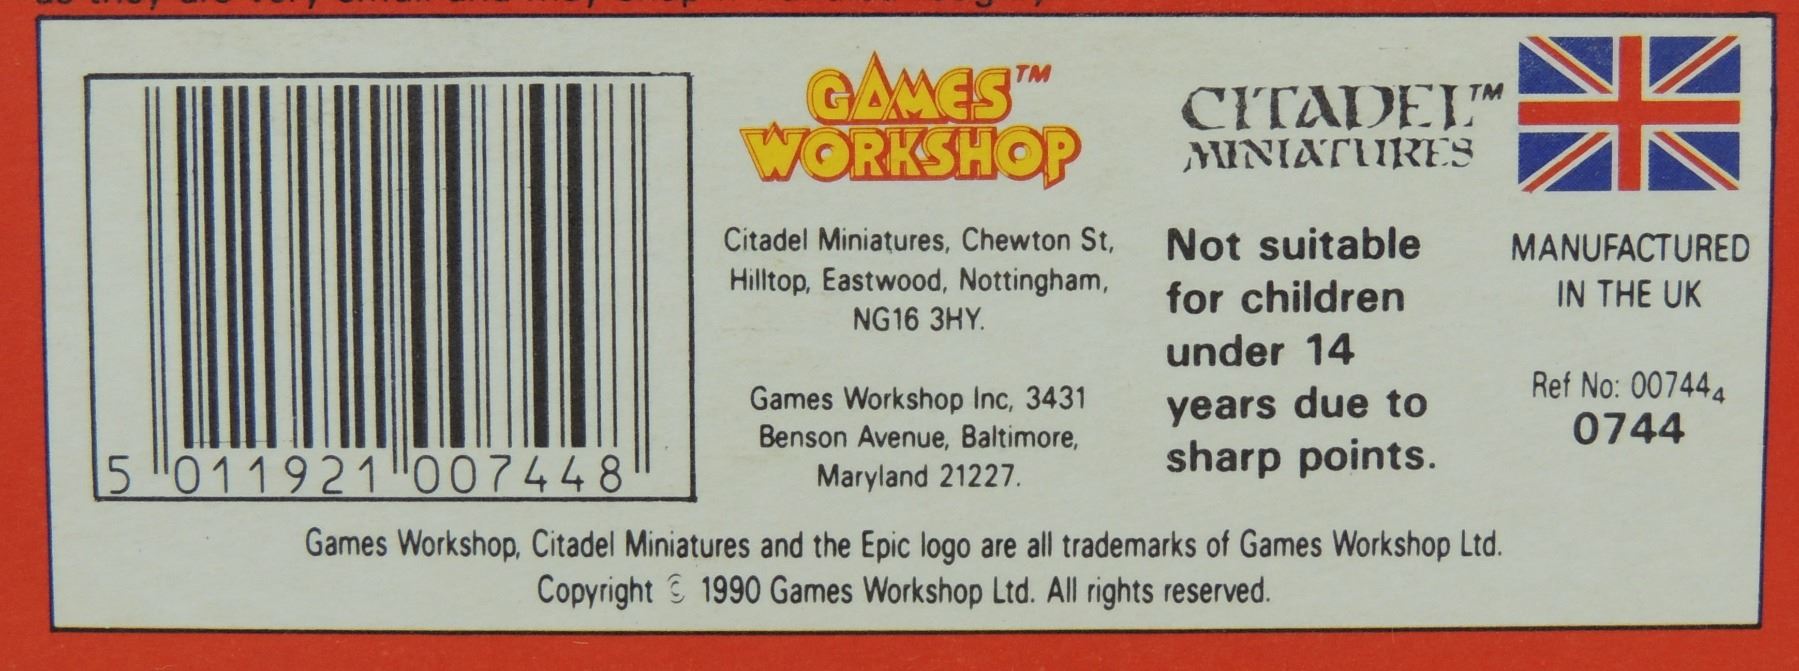 5 011921 007448
GAMES™
WORKSHOP
Citadel Miniatures, Chewton St,
Hilltop, Eastwood, Nottingham,
NG16 3HY.
Games Workshop Inc, 3431
Benson Avenue, Baltimore,
Maryland 21227.
CITADEL™
MINIATURES
Not suitable
for children
under 14
years due to
sharp points.
MANUFACTURED
IN THE UK
Ref No: 007444
0744
Games Workshop, Citadel Miniatures and the Epic logo are all trademarks of Games Workshop Ltd.
Copyright © 1990 Games Workshop Ltd. All rights reserved.